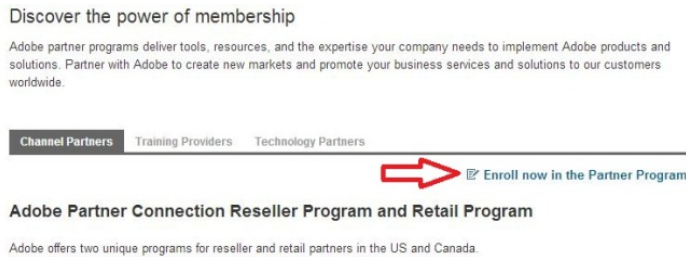 Discover the power of membership
Adobe partner programs deliver tools, resources, and the expertise your company needs to implement Adobe products and
solutions. Partner with Adobe to create new markets and promote your business services and solutions to our customers
worldwide.
Channel Partners Training Providers Technology Partners
Enroll now in the Partner Program
Adobe Partner Connection Reseller Program and Retail Program
Adobe offers two unique programs for reseller and retail partners in the US and Canada.